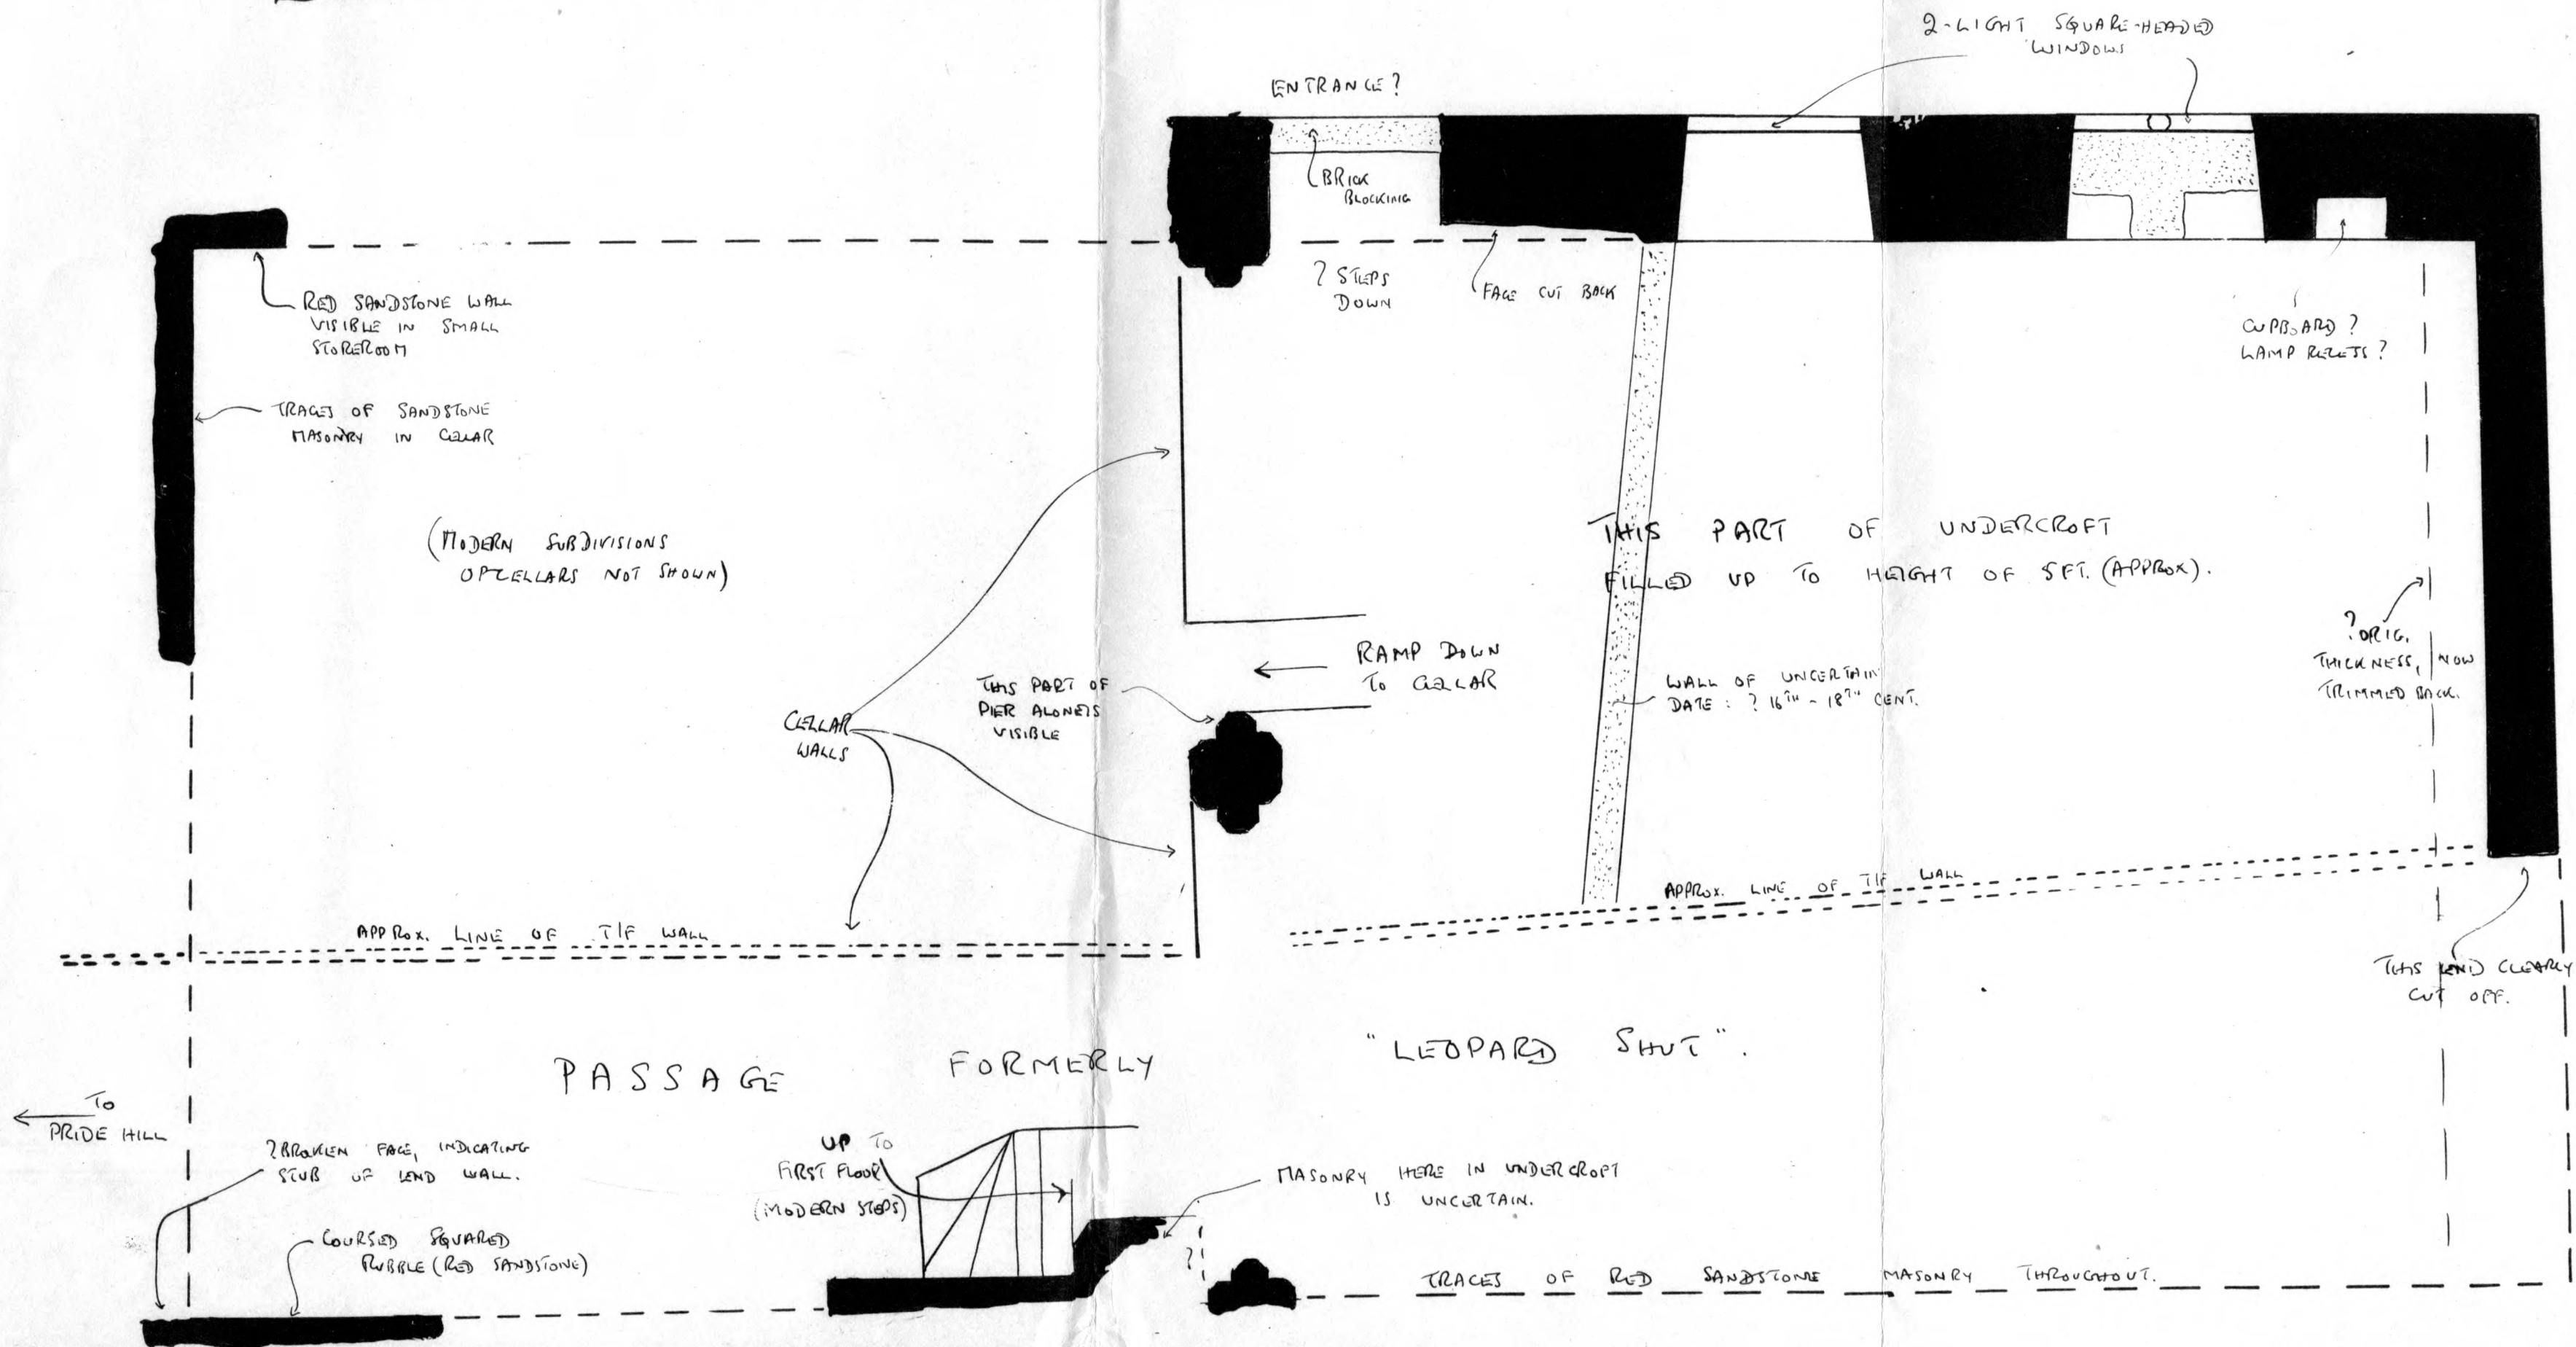 2-LIGHT SQUARE-HEADED
WINDOWS
ENTRANCE?
BRICK
BLOCKING
RED SANDSTONE WALL
VISIBLE IN SMALL
STOREROOM
? STEPS
DOWN
FACE CUT BACK
CUPBOARD?
LAMP RECESS?
TRACES OF SANDSTONE
MASONRY IN CELLAR
(MODERN SUBDIVISIONS
OF CELLARS NOT SHOWN)
THIS PART OF UNDERCROFT
FILLED UP TO HEIGHT OF 5FT. (APPROX).
? ORIG.
THICKNESS, NOW
TRIMMED BACK.
RAMP DOWN
TO CELLAR
THIS PART OF
PIER ALONE IS
VISIBLE
WALL OF UNCERTAIN
DATE : ? 16TH - 18TH CENT.
CELLAR
WALLS
APPROX. LINE OF T/F WALL
APPROX. LINE OF T/F WALL
THIS END CLEARLY
CUT OFF.
PASSAGE FORMERLY "LEOPARD SHUT".
TO
PRIDE HILL
? BROKEN FACE, INDICATING
STUB OF END WALL.
UP TO
FIRST FLOOR
(MODERN STEPS)
MASONRY HERE IN UNDERCROFT
IS UNCERTAIN.
?
COURSED SQUARED
RUBBLE (RED SANDSTONE)
TRACES OF RED SANDSTONE MASONRY THROUGHOUT.